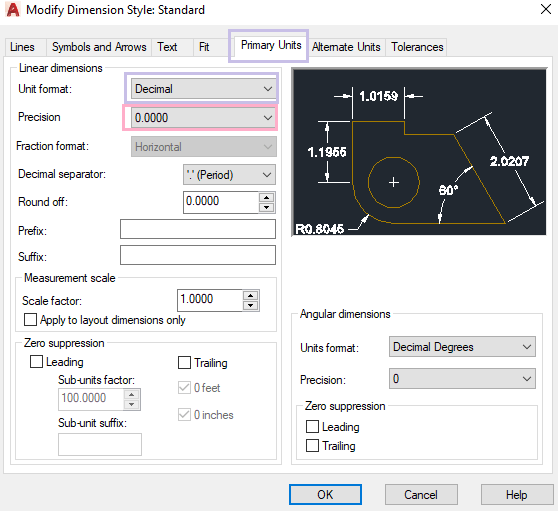 Modify Dimension Style: Standard
Lines Symbols and Arrows Text Fit Primary Units Alternate Units Tolerances
Linear dimensions
Unit format: Decimal
Precision 0.0000
Fraction format: Horizontal
Decimal separator: '.' (Period)
Round off: 0.0000
Prefix:
Suffix:
Measurement scale
Scale factor: 1.0000
Apply to layout dimensions only
Zero suppression
Leading
Trailing
Sub-units factor:
100.0000
0 feet
0 inches
Sub-unit suffix:
1.0159
1.1955
2.0207
60°
R0.8045
Angular dimensions
Units format: Decimal Degrees
Precision: 0
Zero suppression
Leading
Trailing
OK Cancel Help